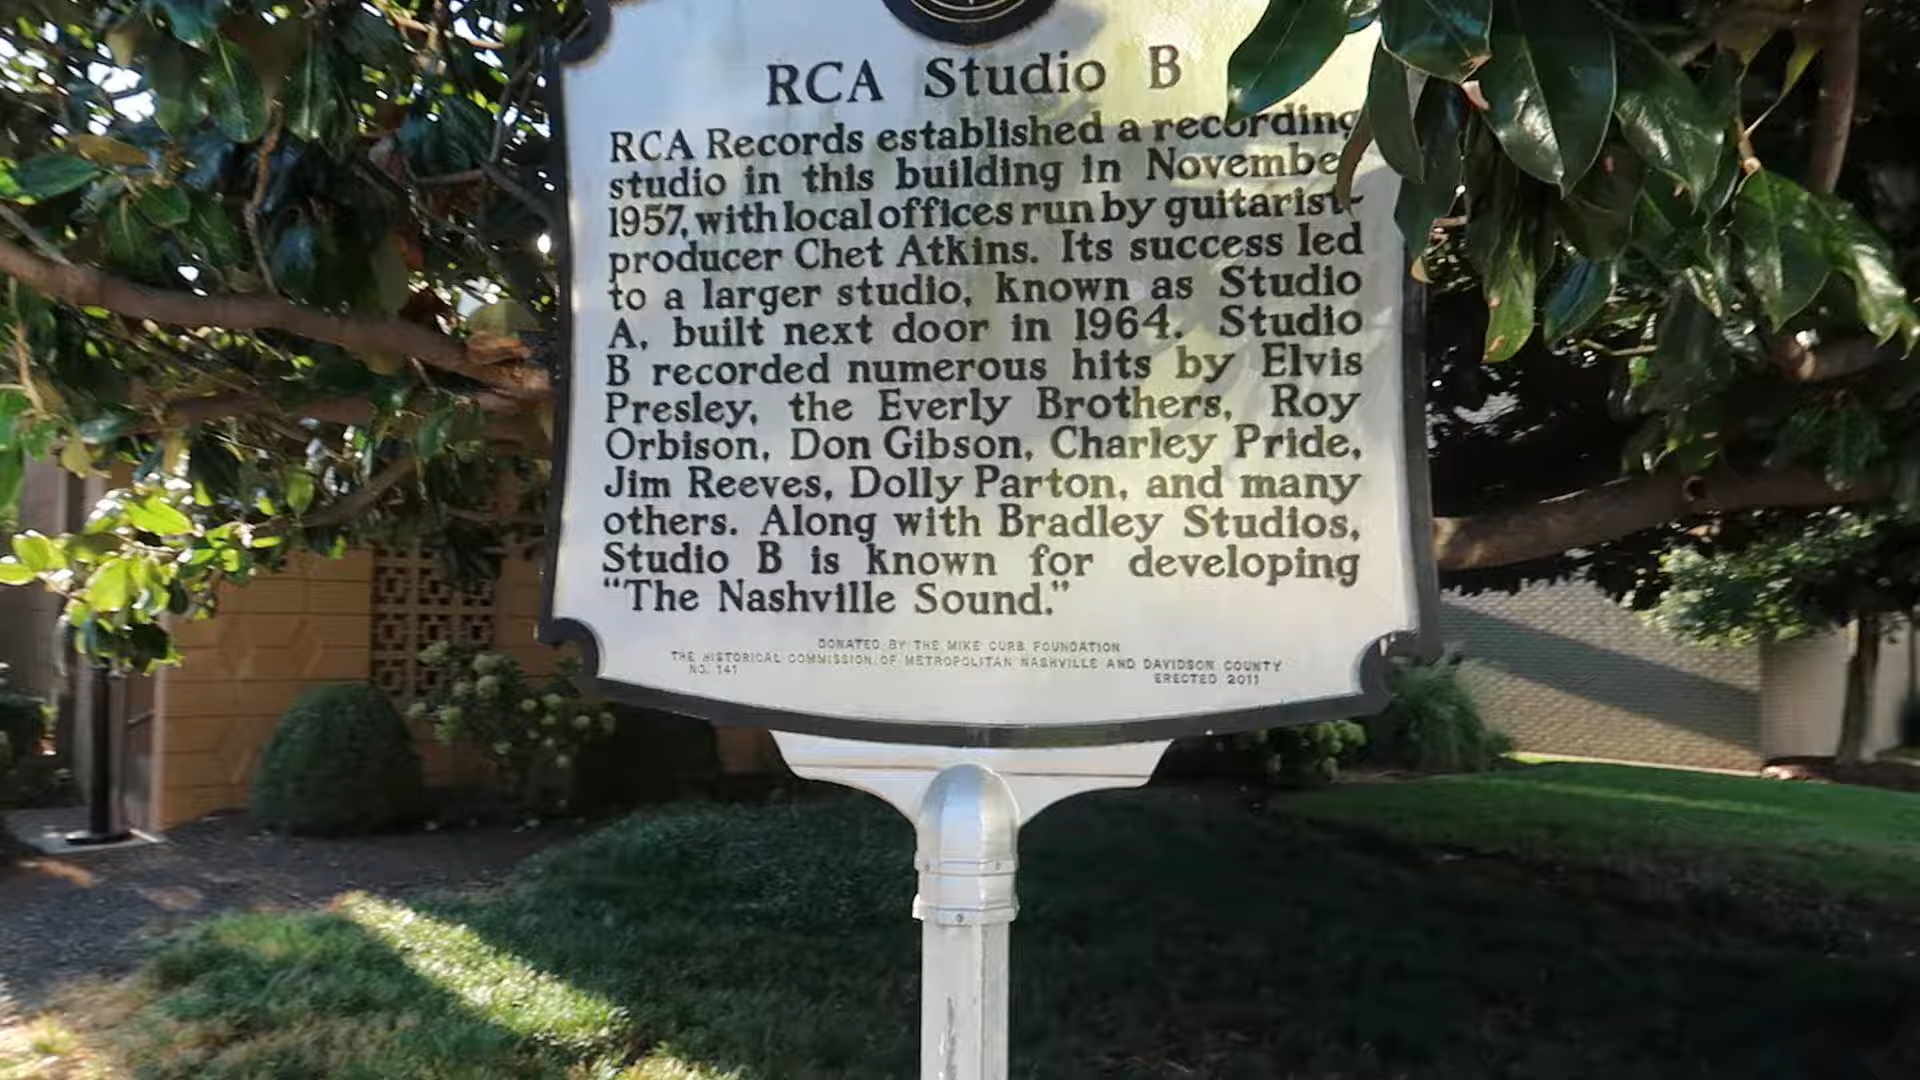 RCA Studio B
RCA Records established a recording
studio in this building in Novembe
1957, with local offices run by guitarist-
producer Chet Atkins. Its success led
to a larger studio, known as Studio
A, built next door in 1964. Studio
B recorded numerous hits by Elvis
Presley, the Everly Brothers, Roy
Orbison, Don Gibson, Charley Pride,
Jim Reeves, Dolly Parton, and many
others. Along with Bradley Studios,
Studio B is known for developing
“The Nashville Sound.”
DONATED BY THE MIKE CURB FOUNDATION
THE HISTORICAL COMMISSION OF METROPOLITAN NASHVILLE AND DAVIDSON COUNTY
NO. 141 ERECTED 2011